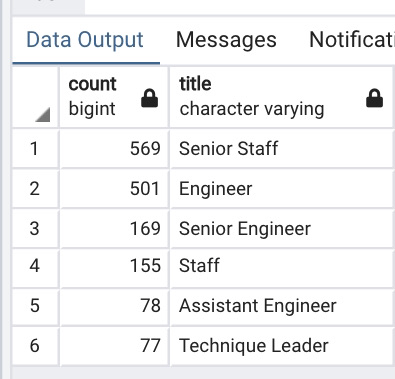 Data Output Messages Notificati
count title
bigint character varying
1 569 Senior Staff
2 501 Engineer
3 169 Senior Engineer
4 155 Staff
5 78 Assistant Engineer
6 77 Technique Leader